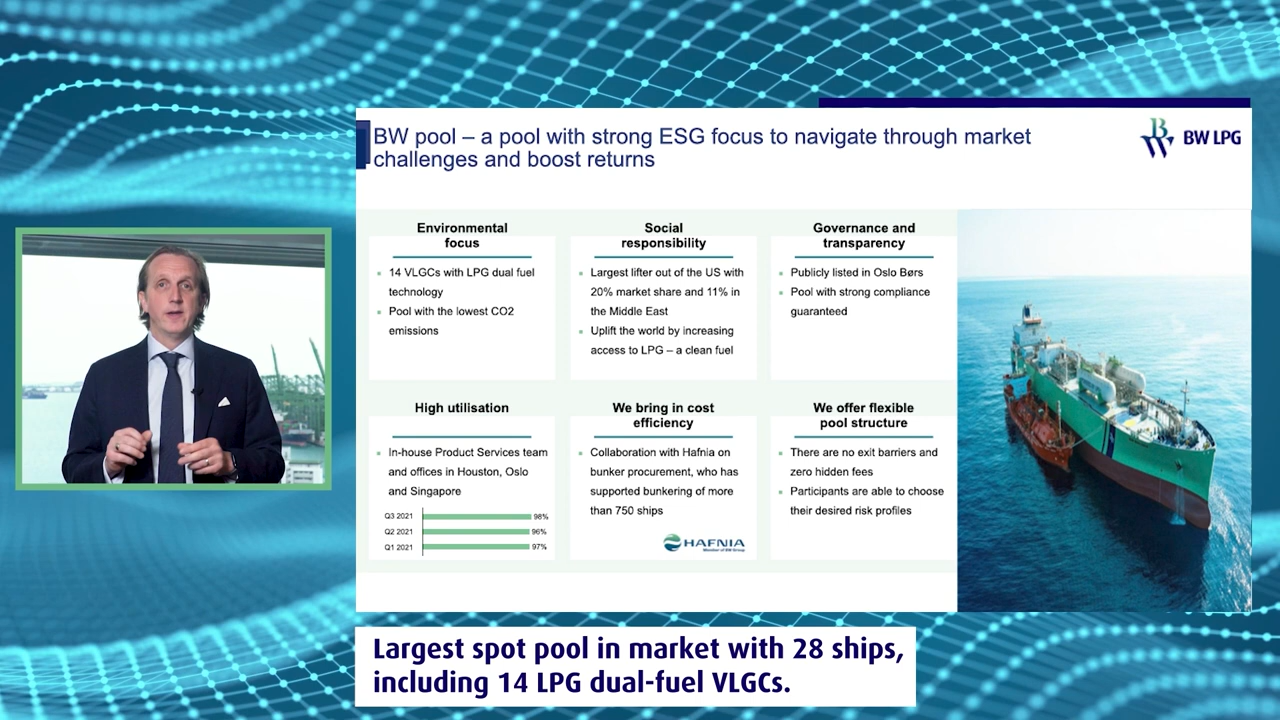 BW pool – a pool with strong ESG focus to navigate through market
challenges and boost returns
BW LPG
Environmental
focus
14 VLGCs with LPG dual fuel
technology
Pool with the lowest CO2
emissions
Social
responsibility
Largest lifter out of the US with
20% market share and 11% in
the Middle East
Uplift the world by increasing
access to LPG – a clean fuel
Governance and
transparency
Publicly listed in Oslo Børs
Pool with strong compliance
guaranteed
High utilisation
In-house Product Services team
and offices in Houston, Oslo
and Singapore
Q3 2021 98%
Q2 2021 96%
Q1 2021 97%
We bring in cost
efficiency
Collaboration with Hafnia on
bunker procurement, who has
supported bunkering of more
than 750 ships
HAFNIA
Member of BW Group
We offer flexible
pool structure
There are no exit barriers and
zero hidden fees
Participants are able to choose
their desired risk profiles
Largest spot pool in market with 28 ships,
including 14 LPG dual-fuel VLGCs.